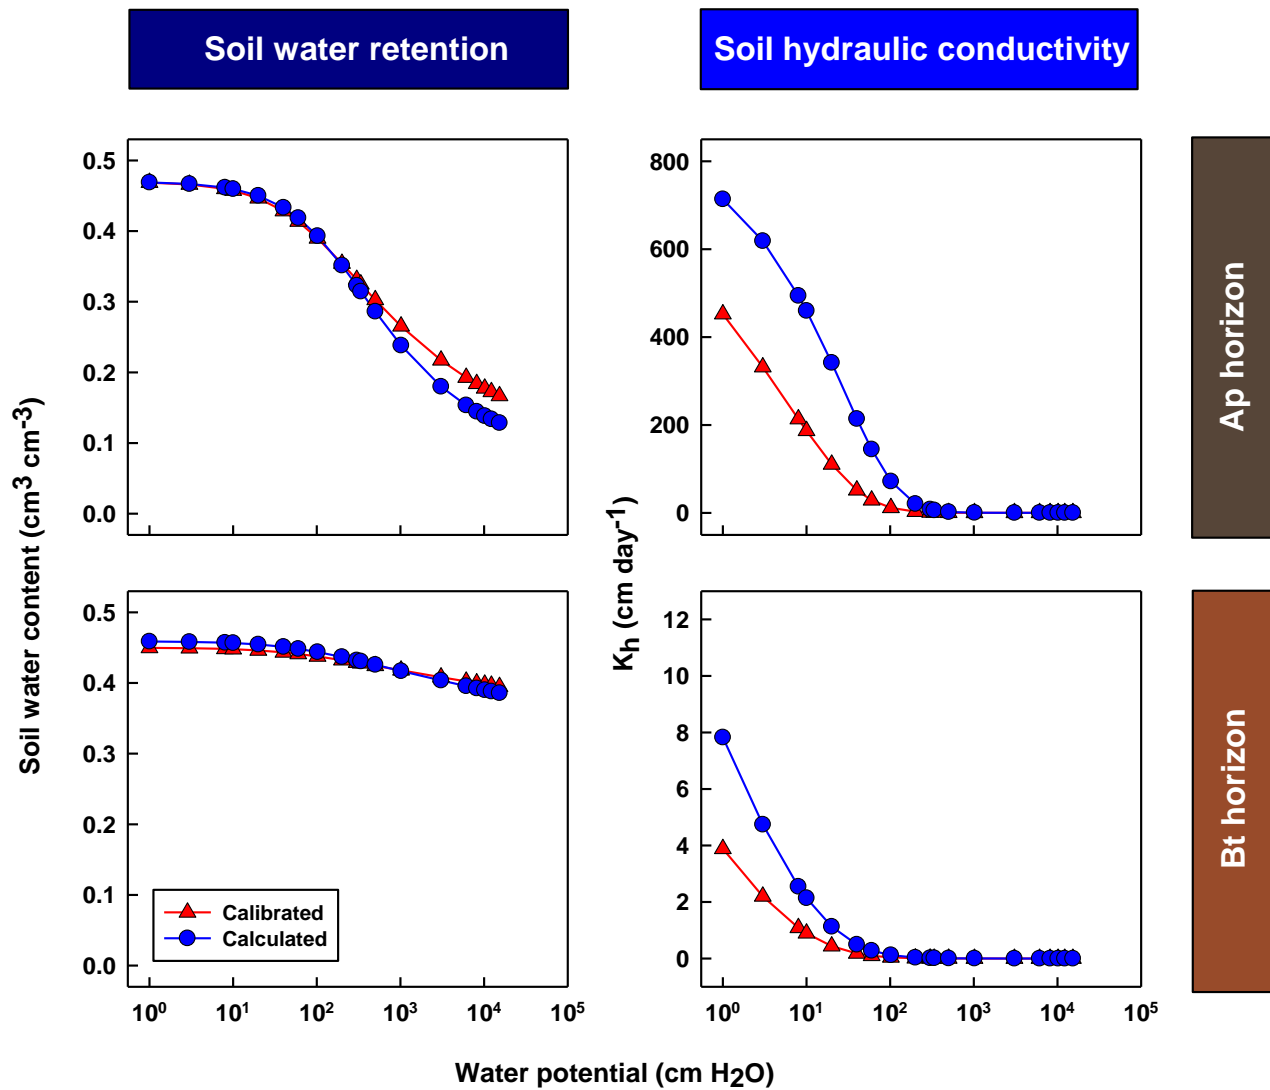 Soil water retention
Soil hydraulic conductivity
0.5
0.4
0.3
0.2
0.1
0.0
800
600
400
200
0
Ap horizon
Soil water content (cm³ cm⁻³)
K_h (cm day⁻¹)
0.5
0.4
0.3
0.2
0.1
0.0
Calibrated
Calculated
12
10
8
6
4
2
0
Bt horizon
10⁰ 10¹ 10² 10³ 10⁴ 10⁵
10⁰ 10¹ 10² 10³ 10⁴ 10⁵
Water potential (cm H₂O)